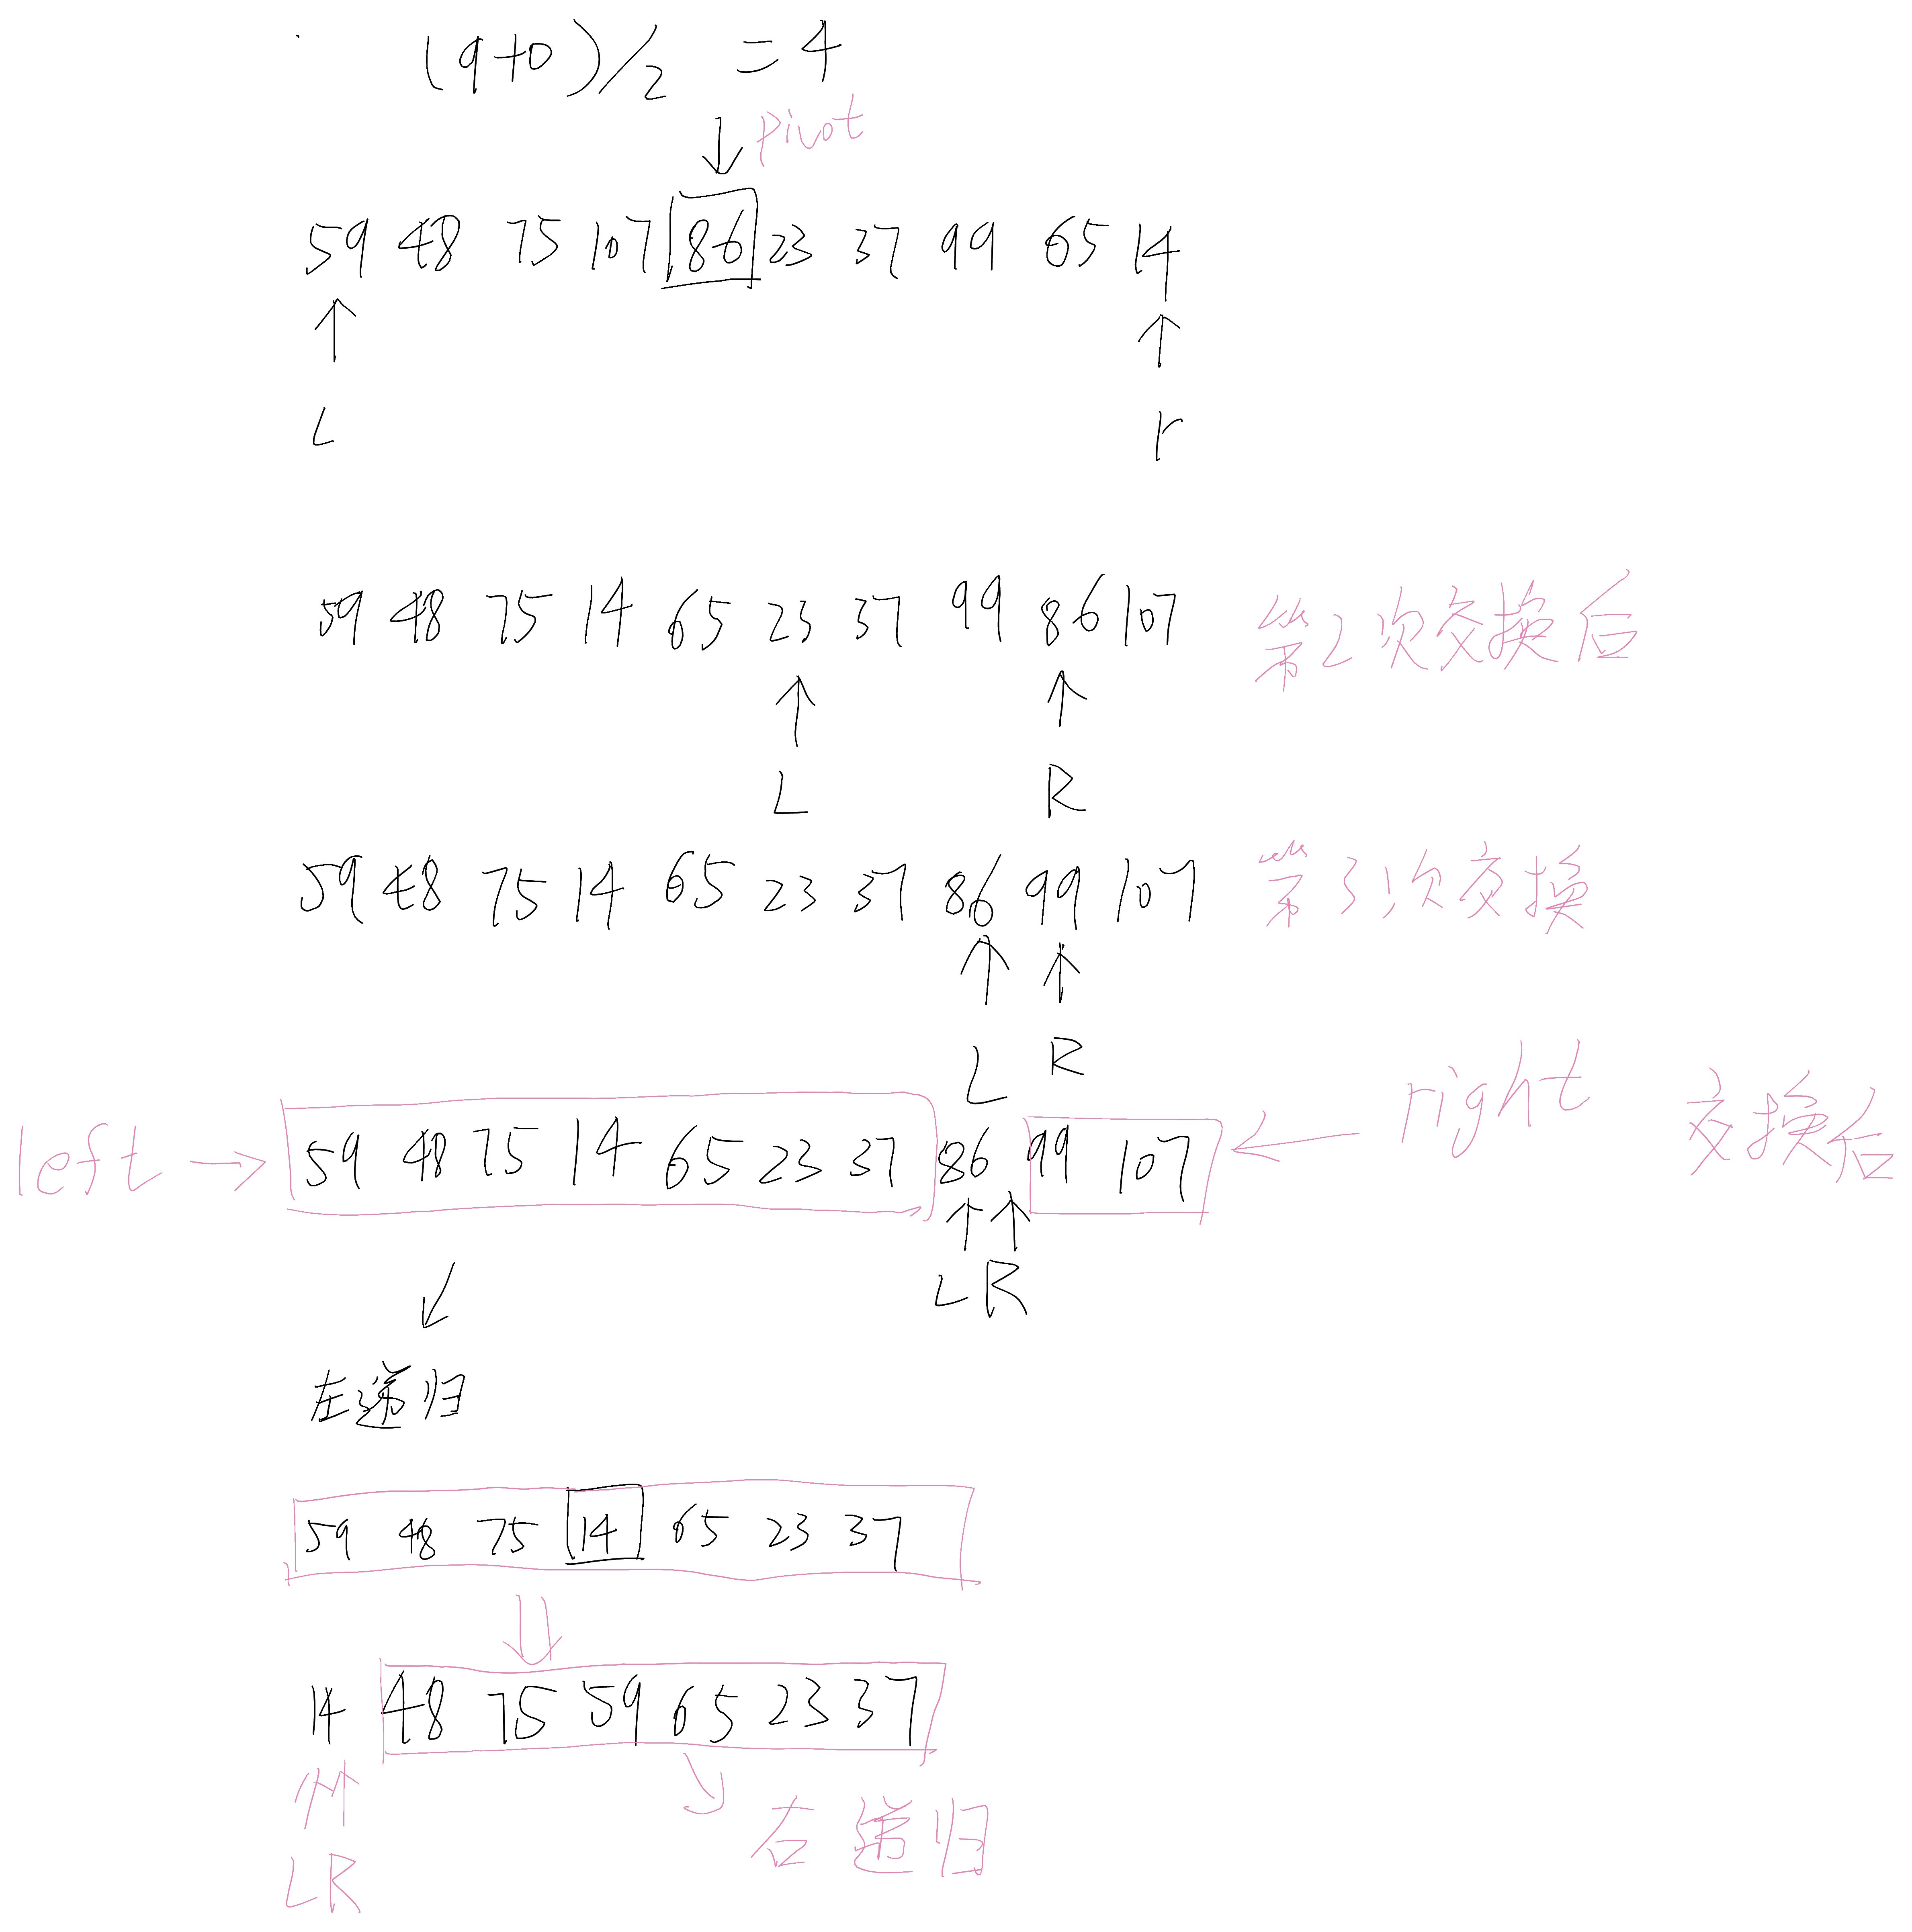 (9+0)/2 =4
pivot
59 48 75 107 86 23 37 99 65 14
L r
59 48 75 14 65 23 37 99 86 107 第2次交换后
L R
59 48 75 14 65 23 37 86 99 107 第3次交换
L R
left 59 48 75 14 65 23 37 86 99 107 right 交换后
L R
左递归
59 48 75 14 65 23 37
14 48 75 59 65 23 37
LR 右递归